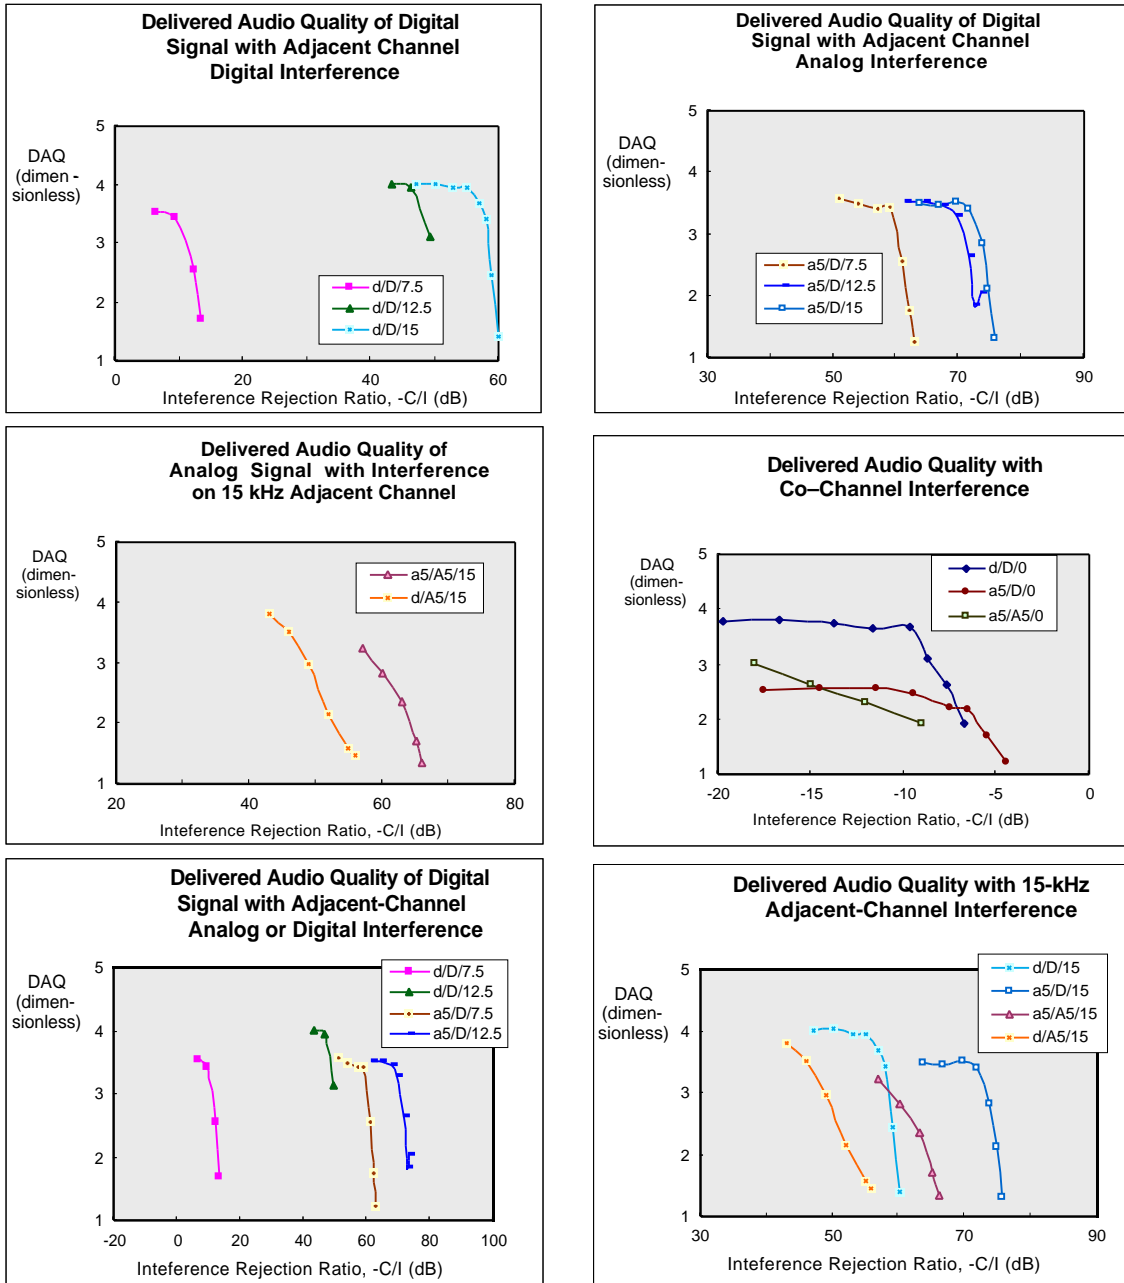 Delivered Audio Quality of Digital
Signal with Adjacent Channel
Digital Interference
DAQ
(dimen -
sionless)
5
4
3
2
1
d/D/7.5
d/D/12.5
d/D/15
0
20
40
60
Inteference Rejection Ratio, -C/I (dB)
Delivered Audio Quality of Digital
Signal with Adjacent Channel
Analog Interference
DAQ
(dimen-
sionless)
5
4
3
2
1
a5/D/7.5
a5/D/12.5
a5/D/15
30
50
70
90
Inteference Rejection Ratio, -C/I (dB)
Delivered Audio Quality of
Analog Signal with Interference
on 15 kHz Adjacent Channel
DAQ
(dimen-
sionless)
5
4
3
2
1
a5/A5/15
d/A5/15
20
40
60
80
Inteference Rejection Ratio, -C/I (dB)
Delivered Audio Quality with
Co–Channel Interference
DAQ
(dimen-
sionless)
5
4
3
2
1
d/D/0
a5/D/0
a5/A5/0
-20
-15
-10
-5
0
Inteference Rejection Ratio, -C/I (dB)
Delivered Audio Quality of Digital
Signal with Adjacent-Channel
Analog or Digital Interference
DAQ
(dimen-
sionless)
5
4
3
2
1
d/D/7.5
d/D/12.5
a5/D/7.5
a5/D/12.5
-20
0
20
40
60
80
100
Inteference Rejection Ratio, -C/I (dB)
Delivered Audio Quality with 15-kHz
Adjacent-Channel Interference
DAQ
(dimen-
sionless)
5
4
3
2
1
d/D/15
a5/D/15
a5/A5/15
d/A5/15
30
50
70
90
Inteference Rejection Ratio, -C/I (dB)